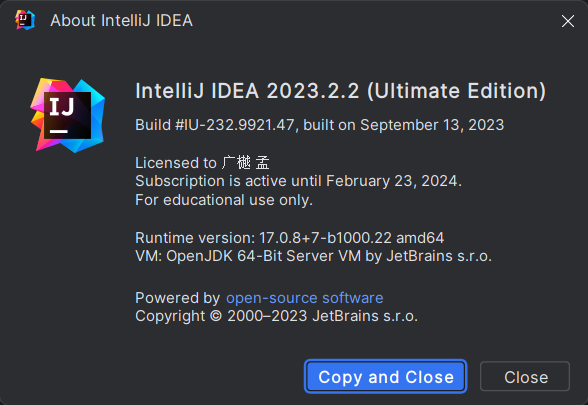 About IntelliJ IDEA
IJ
IntelliJ IDEA 2023.2.2 (Ultimate Edition)
Build #IU-232.9921.47, built on September 13, 2023
Licensed to 广樾 孟
Subscription is active until February 23, 2024.
For educational use only.
Runtime version: 17.0.8+7-b1000.22 amd64
VM: OpenJDK 64-Bit Server VM by JetBrains s.r.o.
Powered by open-source software
Copyright © 2000–2023 JetBrains s.r.o.
Copy and Close
Close